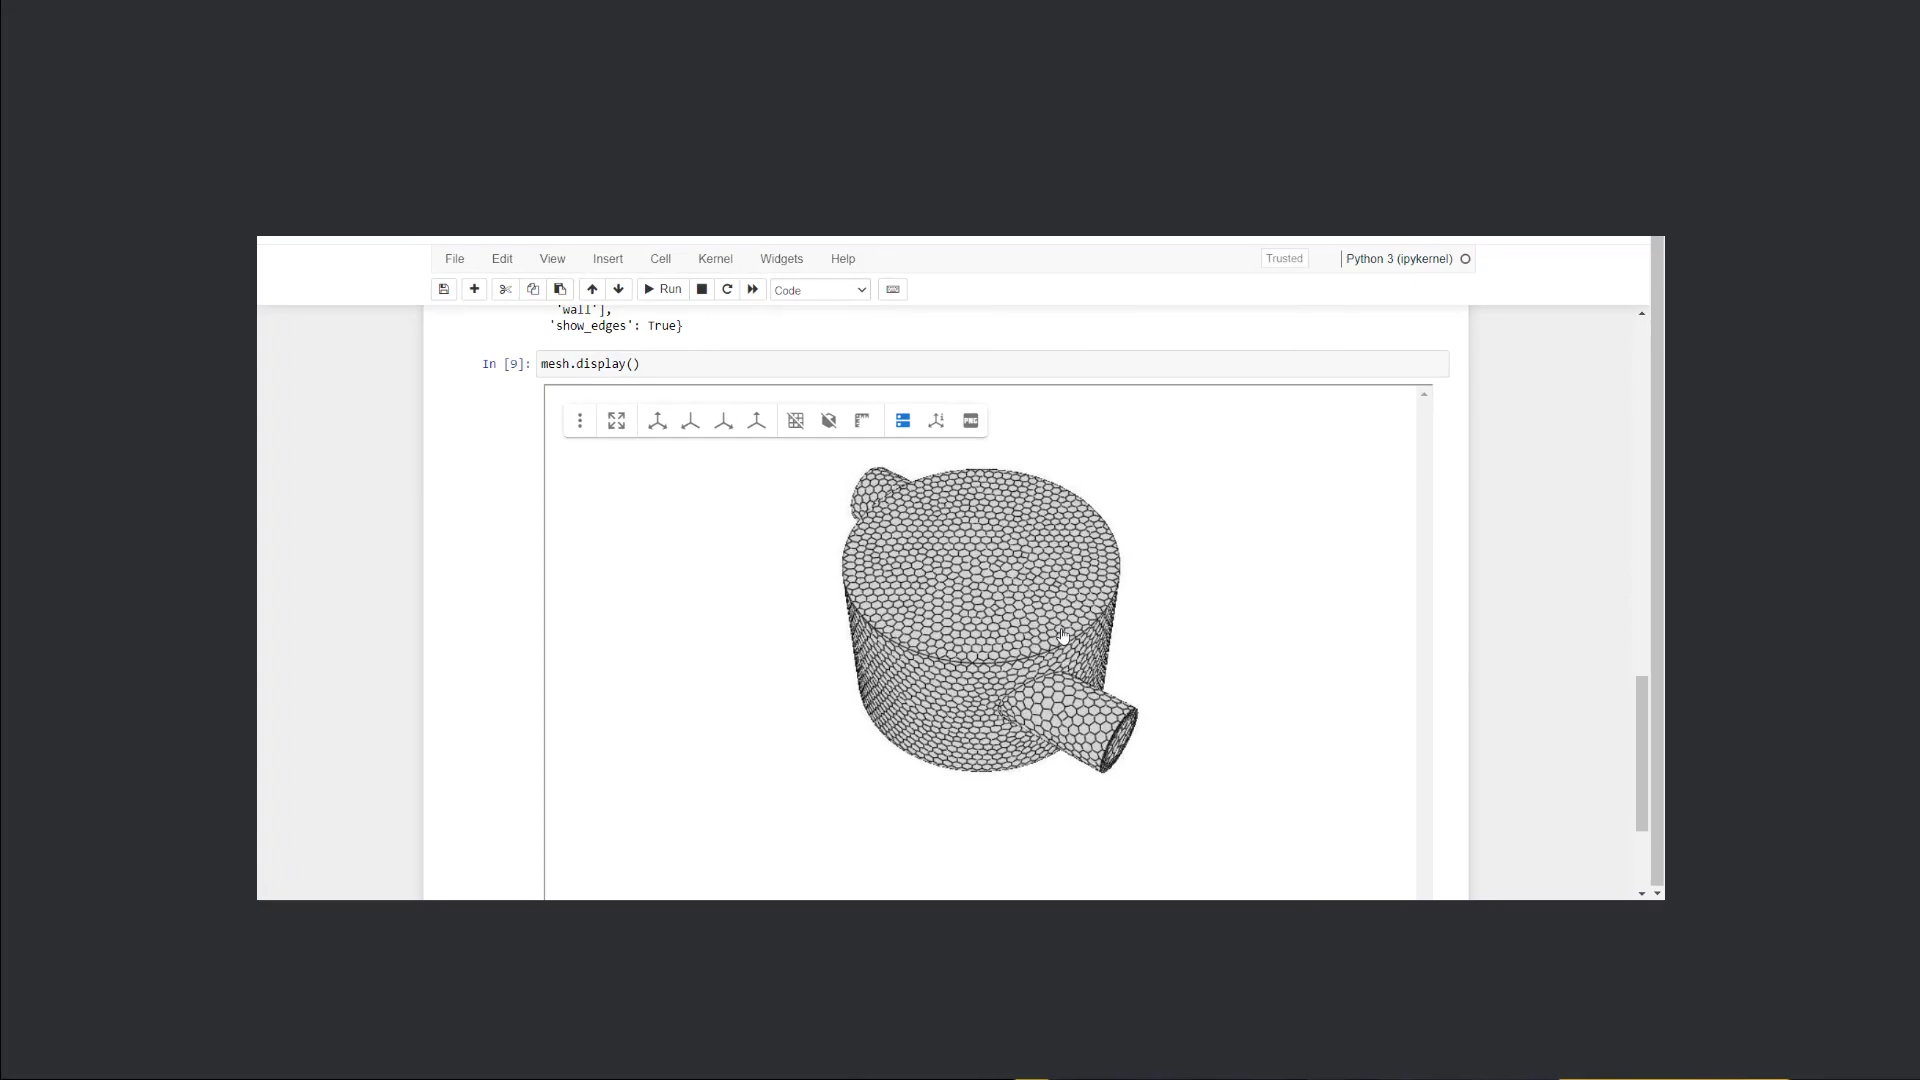 File Edit View Insert Cell Kernel Widgets Help Trusted Python 3 (ipykernel)
Run Code
'wall'],
'show_edges': True}
In [9]: mesh.display()
PNG